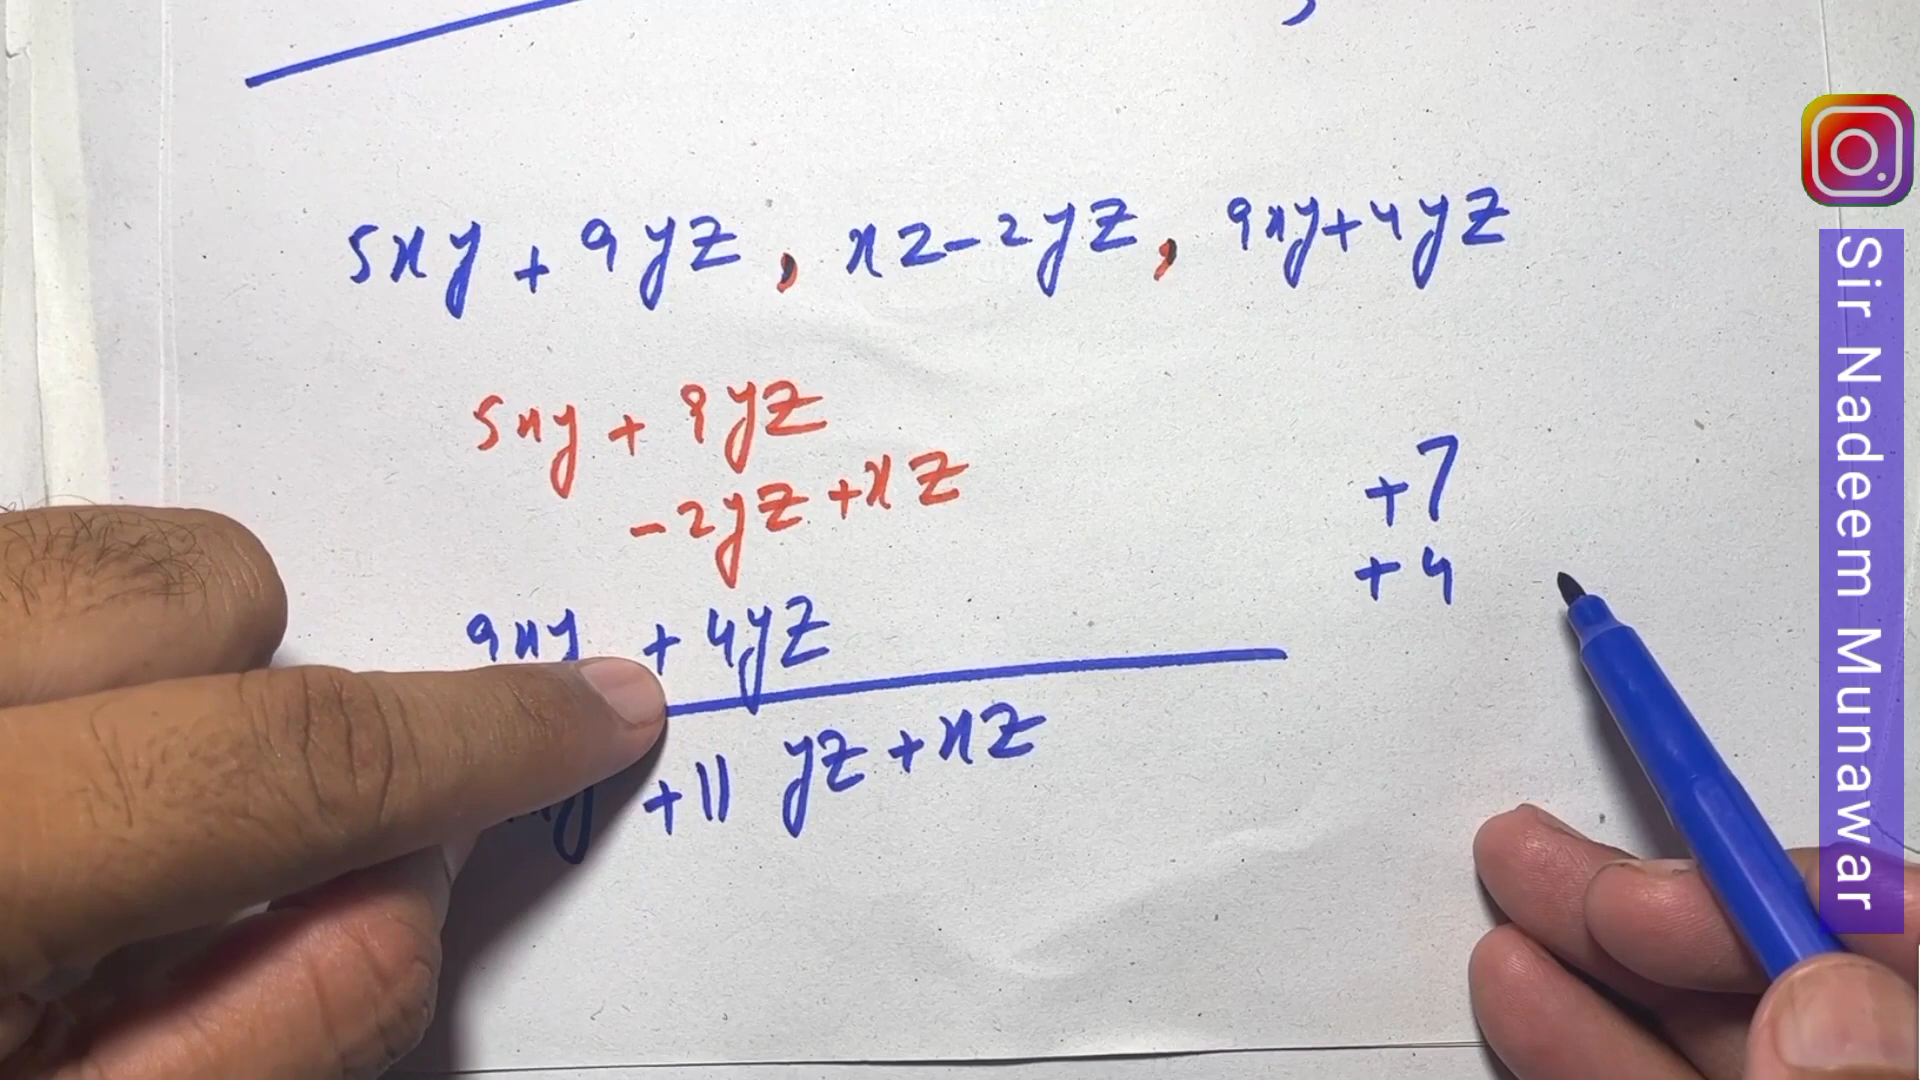 5xy + 9yz , xz - 2yz , 9xy + 4yz
5xy + 9yz
- 2yz + xz
9xy + 4yz
+ 11 yz + xz
+7
+4
Sir Nadeem Munawar